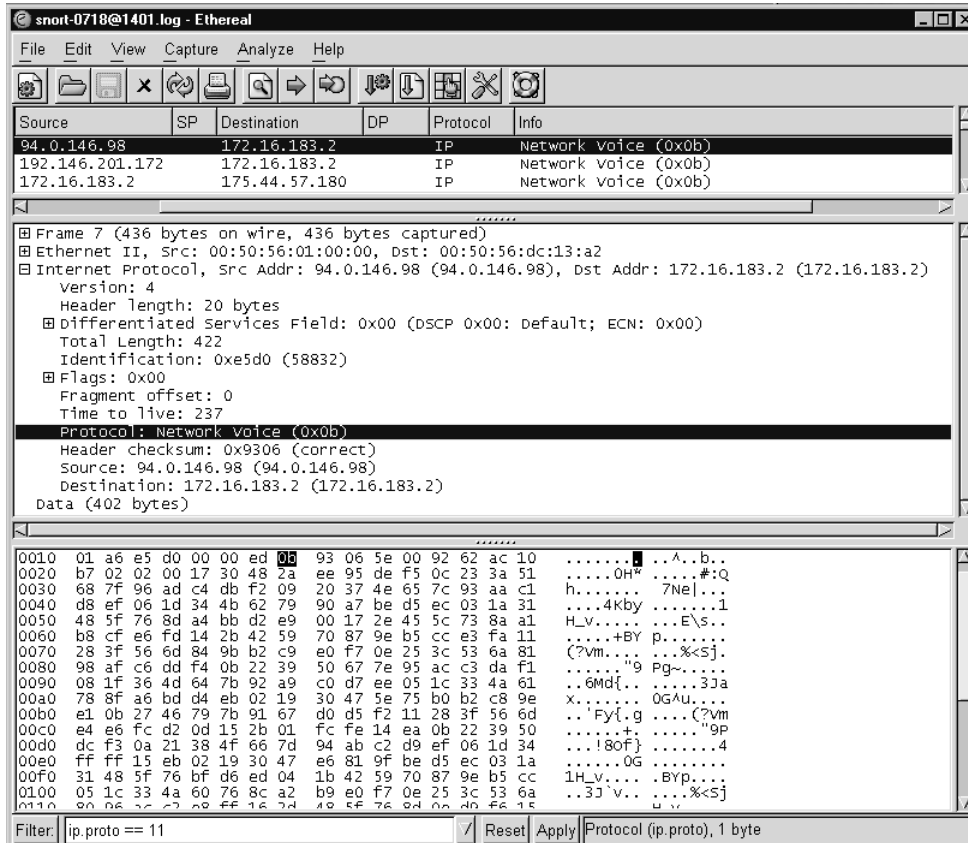 snort-0718@1401.log - Ethereal
File Edit View Capture Analyze Help
Source SP Destination DP Protocol Info
94.0.146.98 172.16.183.2 IP Network Voice (0x0b)
192.146.201.172 172.16.183.2 IP Network Voice (0x0b)
172.16.183.2 175.44.57.180 IP Network Voice (0x0b)
Frame 7 (436 bytes on wire, 436 bytes captured)
Ethernet II, Src: 00:50:56:01:00:00, Dst: 00:50:56:dc:13:a2
Internet Protocol, Src Addr: 94.0.146.98 (94.0.146.98), Dst Addr: 172.16.183.2 (172.16.183.2)
Version: 4
Header length: 20 bytes
Differentiated Services Field: 0x00 (DSCP 0x00: Default; ECN: 0x00)
Total Length: 422
Identification: 0xe5d0 (58832)
Flags: 0x00
Fragment offset: 0
Time to live: 237
Protocol: Network Voice (0x0b)
Header checksum: 0x9306 (correct)
Source: 94.0.146.98 (94.0.146.98)
Destination: 172.16.183.2 (172.16.183.2)
Data (402 bytes)
0010 01 a6 e5 d0 00 00 ed 0b 93 06 5e 00 92 62 ac 10 ........ ..^..b..
0020 b7 02 02 00 17 30 48 2a ee 95 de f5 0c 23 3a 51 .....0H* .....#:Q
0030 68 7f 96 ad c4 db f2 09 20 37 4e 65 7c 93 aa c1 h....... 7Ne|...
0040 d8 ef 06 1d 34 4b 62 79 90 a7 be d5 ec 03 1a 31 ....4Kby .......1
0050 48 5f 76 8d a4 bb d2 e9 00 17 2e 45 5c 73 8a a1 H_v..... ...E\s..
0060 b8 cf e6 fd 14 2b 42 59 70 87 9e b5 cc e3 fa 11 .....+BY p.......
0070 28 3f 56 6d 84 9b b2 c9 e0 f7 0e 25 3c 53 6a 81 (?Vm.... ...%<Sj.
0080 98 af c6 dd f4 0b 22 39 50 67 7e 95 ac c3 da f1 ......"9 Pg~.....
0090 08 1f 36 4d 64 7b 92 a9 c0 d7 ee 05 1c 33 4a 61 ..6Md{.. .....3Ja
00a0 78 8f a6 bd d4 eb 02 19 30 47 5e 75 b0 b2 c8 9e x....... 0G^u....
00b0 e1 0b 27 46 79 7b 91 67 d0 d5 f2 11 28 3f 56 6d ..'Fy{.g ....(?Vm
00c0 e4 e6 fc d2 0d 15 2b 01 fc fe 14 ea 0b 22 39 50 ......+. ....."9P
00d0 dc f3 0a 21 38 4f 66 7d 94 ab c2 d9 ef 06 1d 34 ...!8Of} .......4
00e0 ff ff 15 eb 02 19 30 47 e6 81 9f be d5 ec 03 1a ......0G ........
00f0 31 48 5f 76 bf d6 ed 04 1b 42 59 70 87 9e b5 cc 1H_v.... .BYp....
0100 05 1c 33 4a 60 76 8c a2 b9 e0 f7 0e 25 3c 53 6a ..3J`v.. ....%<Sj
Filter: ip.proto == 11 Reset Apply Protocol (ip.proto), 1 byte